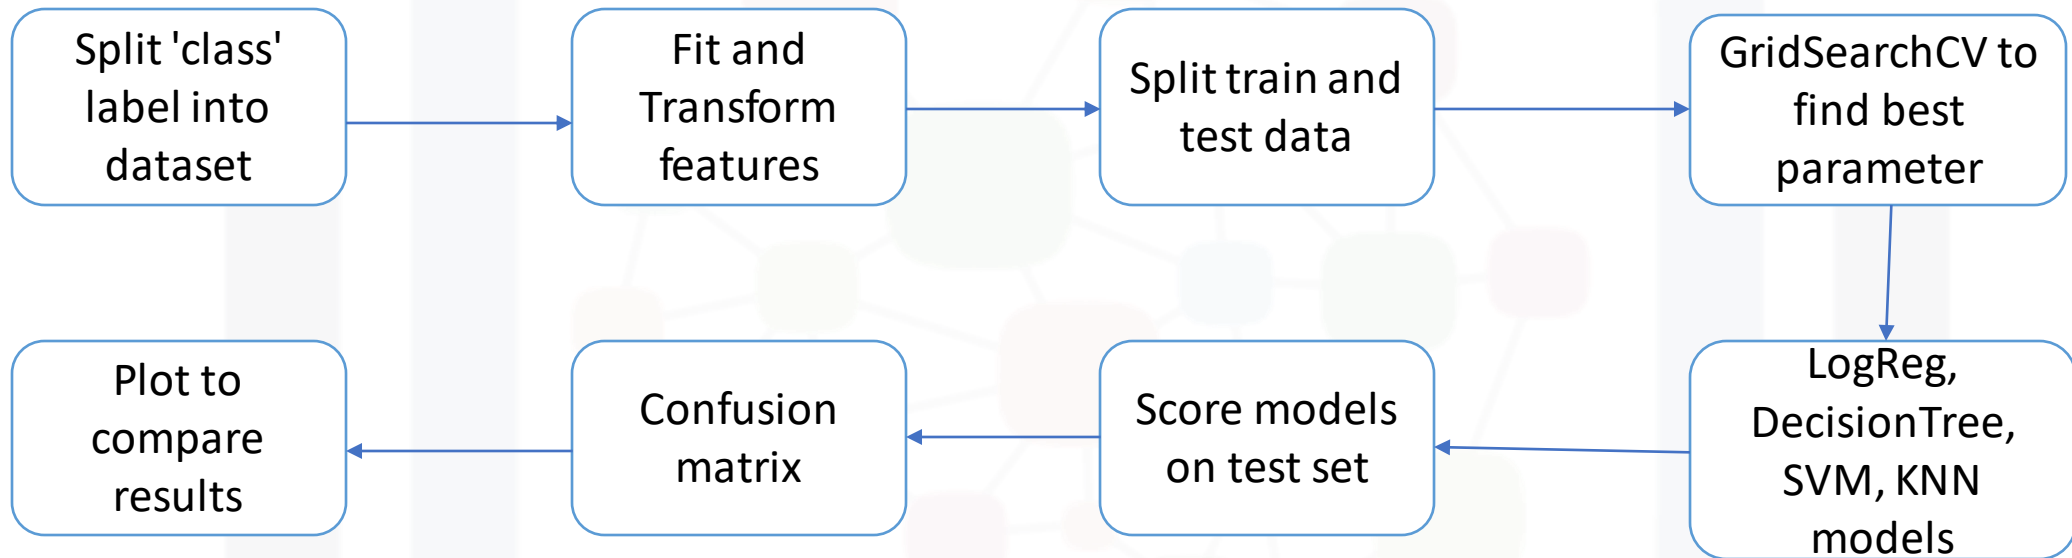 Split 'class'
label into
dataset
Fit and
Transform
features
Split train and
test data
GridSearchCV to
find best
parameter
LogReg,
DecisionTree,
SVM, KNN
models
Score models
on test set
Confusion
matrix
Plot to
compare
results